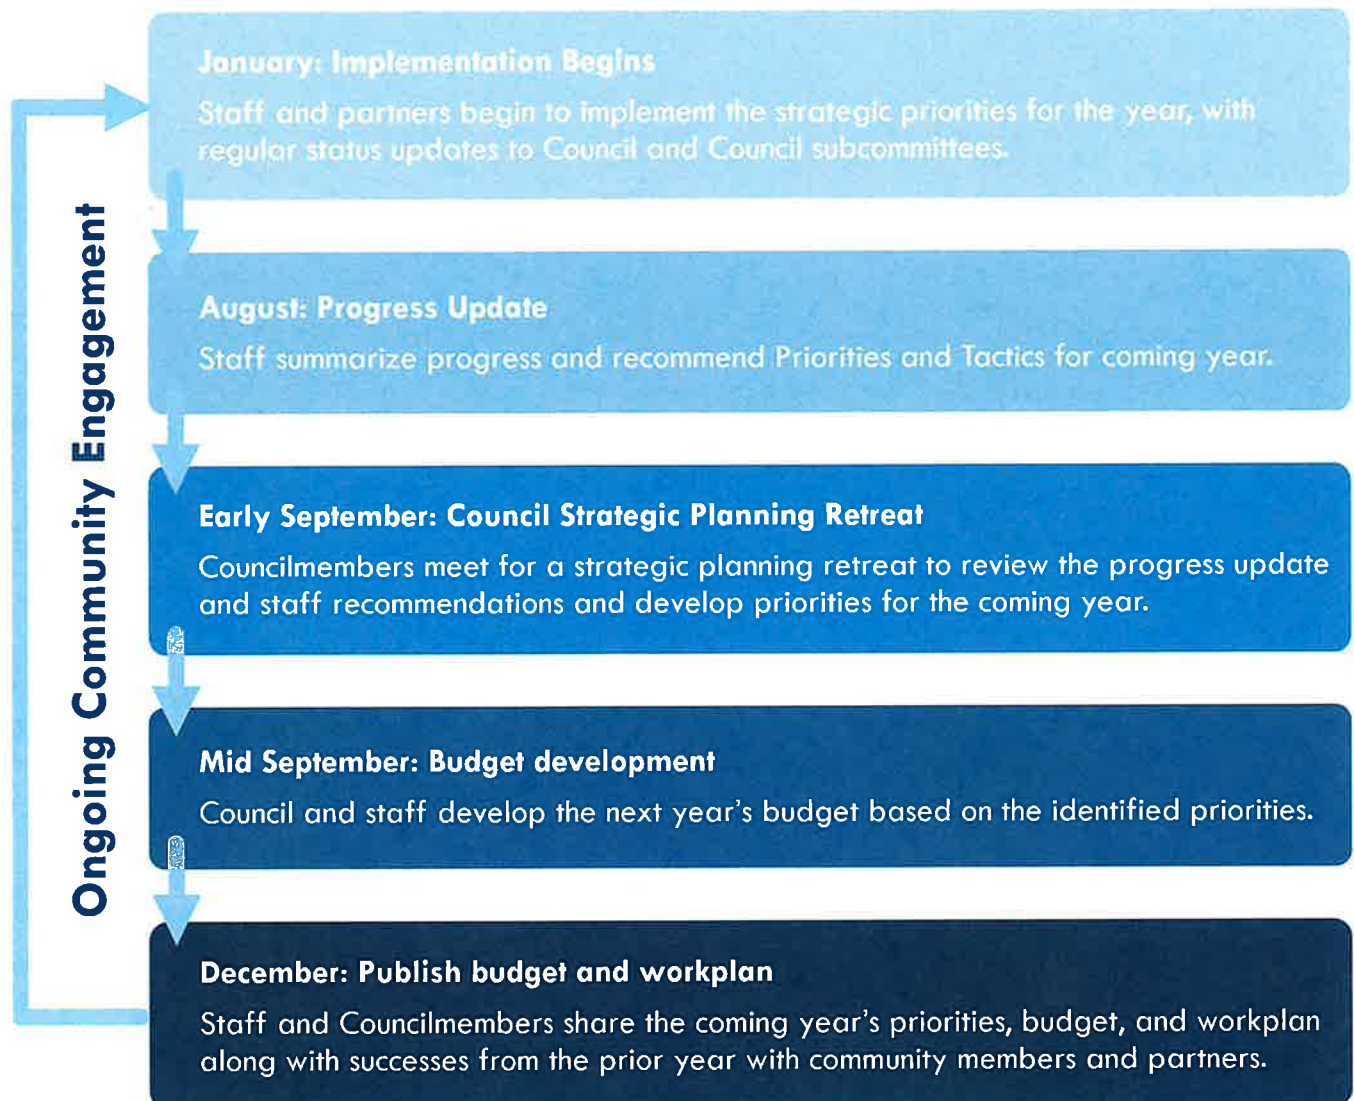 January: Implementation Begins
Staff and partners begin to implement the strategic priorities for the year, with
regular status updates to Council and Council subcommittees.
August: Progress Update
Staff summarize progress and recommend Priorities and Tactics for coming year.
Early September: Council Strategic Planning Retreat
Councilmembers meet for a strategic planning retreat to review the progress update
and staff recommendations and develop priorities for the coming year.
Mid September: Budget development
Council and staff develop the next year's budget based on the identified priorities.
December: Publish budget and workplan
Staff and Councilmembers share the coming year's priorities, budget, and workplan
along with successes from the prior year with community members and partners.
Ongoing Community Engagement